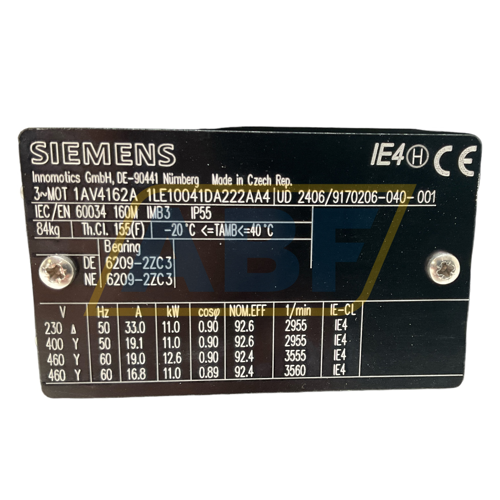 SIEMENS IE4 H CE
Innomotics GmbH, DE-90441 Nürnberg Made in Czech Rep.
3~MOT 1AV4162A 1LE10041DA222AA4 UD 2406/9170206-040-001
IEC/EN 60034 160M IMB3 IP55
84kg Th.Cl. 155(F) -20°C <=TAMB<=40°C
Bearing
DE 6209-2ZC3
NE 6209-2ZC3
V Hz A kW cosφ NOM.EFF 1/min IE-CL
230 Δ 50 33.0 11.0 0.90 92.6 2955 IE4
400 Y 50 19.1 11.0 0.90 92.6 2955 IE4
460 Y 60 19.0 12.6 0.90 92.4 3555 IE4
460 Y 60 16.8 11.0 0.89 92.4 3560 IE4
ABF